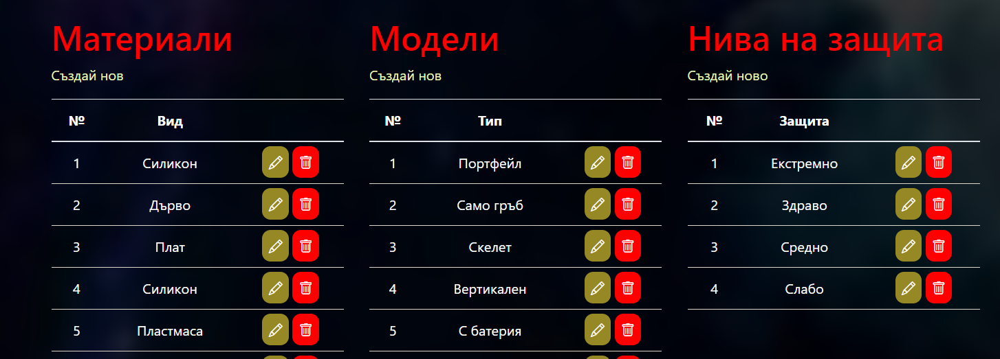 Материали
Създай нов
№ Вид
1 Силикон
2 Дърво
3 Плат
4 Силикон
5 Пластмаса
Модели
Създай нов
№ Тип
1 Портфейл
2 Само гръб
3 Скелет
4 Вертикален
5 С батерия
Нива на защита
Създай ново
№ Защита
1 Екстремно
2 Здраво
3 Средно
4 Слабо